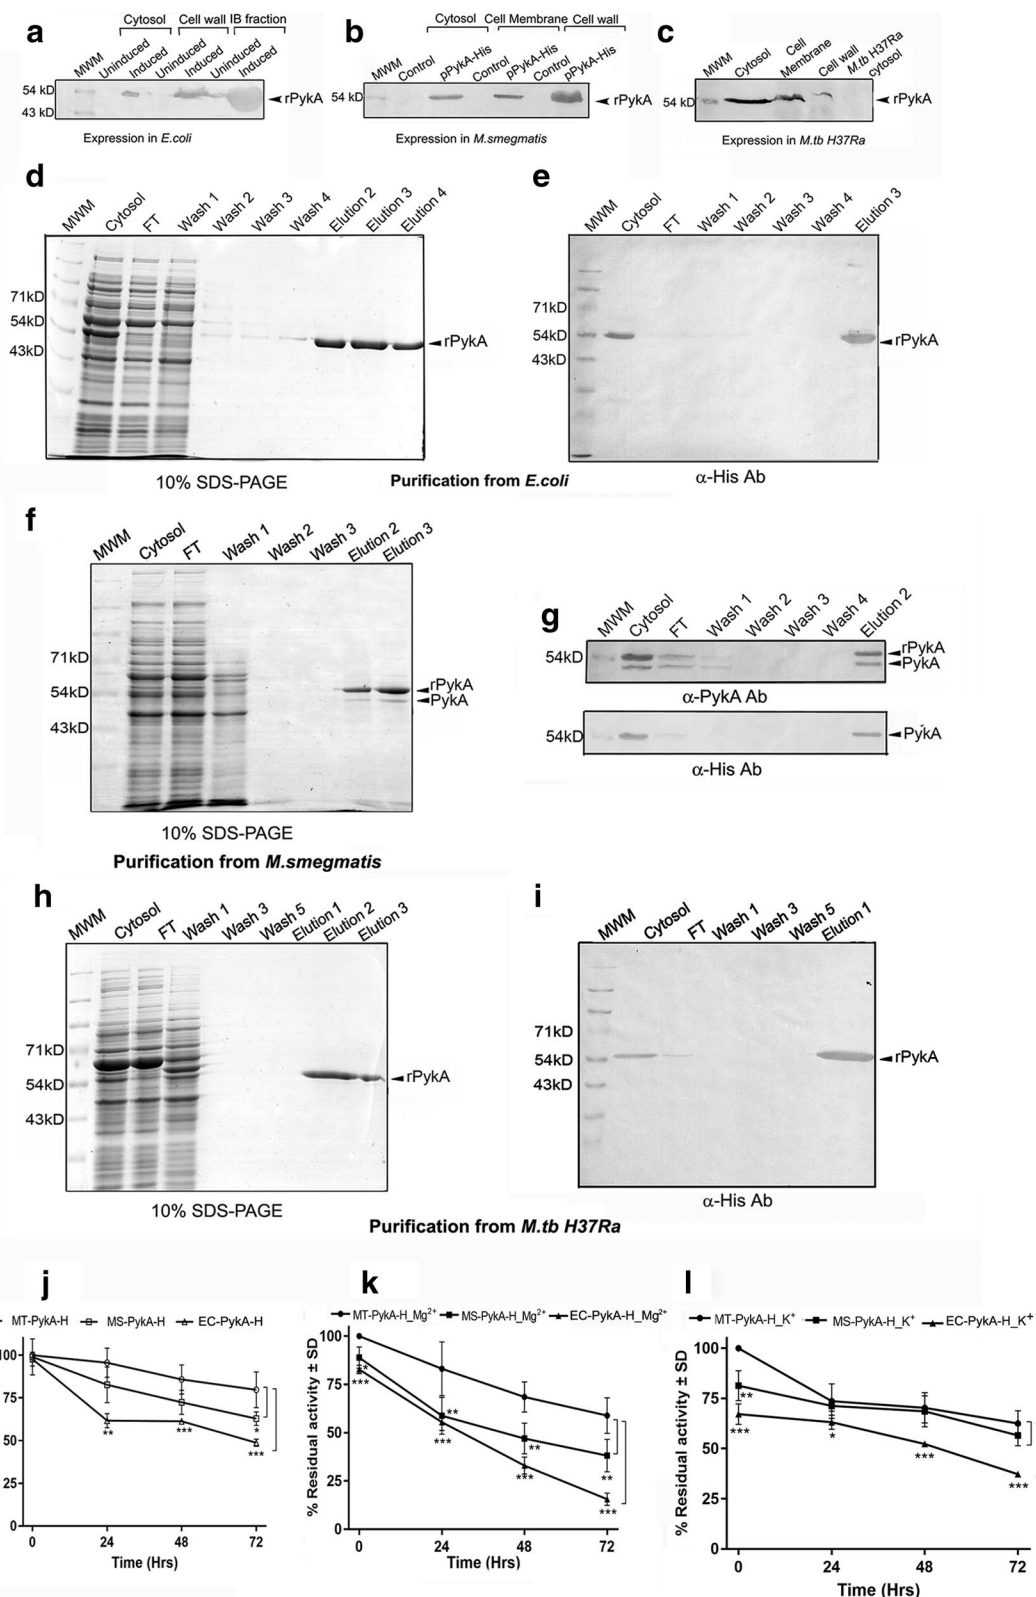 a
Cytosol Cell wall IB fraction
MWM Uninduced Induced Uninduced Induced Uninduced Induced
54 kD
43 kD
rPykA
Expression in E.coli
b
Cytosol Cell Membrane Cell wall
MWM Control pPykA-His Control pPykA-His Control pPykA-His
54 kD
rPykA
Expression in M.smegmatis
c
MWM Cytosol Cell Membrane Cell wall M.tb H37Ra cytosol
54 kD
rPykA
Expression in M.tb H37Ra
d
MWM Cytosol FT Wash 1 Wash 2 Wash 3 Wash 4 Elution 2 Elution 3 Elution 4
71kD
54kD
43kD
rPykA
10% SDS-PAGE
e
MWM Cytosol FT Wash 1 Wash 2 Wash 3 Wash 4 Elution 3
71kD
54kD
43kD
rPykA
α-His Ab
Purification from E.coli
f
MWM Cytosol FT Wash 1 Wash 2 Wash 3 Elution 2 Elution 3
71kD
54kD
43kD
rPykA
PykA
10% SDS-PAGE
Purification from M.smegmatis
g
MWM Cytosol FT Wash 1 Wash 2 Wash 3 Wash 4 Elution 2
54kD
rPykA
PykA
α-PykA Ab
54kD
PykA
α-His Ab
h
MWM Cytosol FT Wash 1 Wash 3 Wash 5 Elution 1 Elution 2 Elution 3
71kD
54kD
43kD
rPykA
10% SDS-PAGE
i
MWM Cytosol FT Wash 1 Wash 3 Wash 5 Elution 1
71kD
54kD
43kD
rPykA
α-His Ab
Purification from M.tb H37Ra
j
MT-PykA-H MS-PykA-H EC-PykA-H
100
75
50
25
0
** *** * ***
0 24 48 72
Time (Hrs)
k
MT-PykA-H_Mg²⁺ MS-PykA-H_Mg²⁺ EC-PykA-H_Mg²⁺
% Residual activity ± SD
100
75
50
25
0
* *** ** *** ** *** ** ***
0 24 48 72
Time (Hrs)
l
MT-PykA-H_K⁺ MS-PykA-H_K⁺ EC-PykA-H_K⁺
% Residual activity ± SD
100
75
50
25
0
** *** * *** ***
0 24 48 72
Time (Hrs)